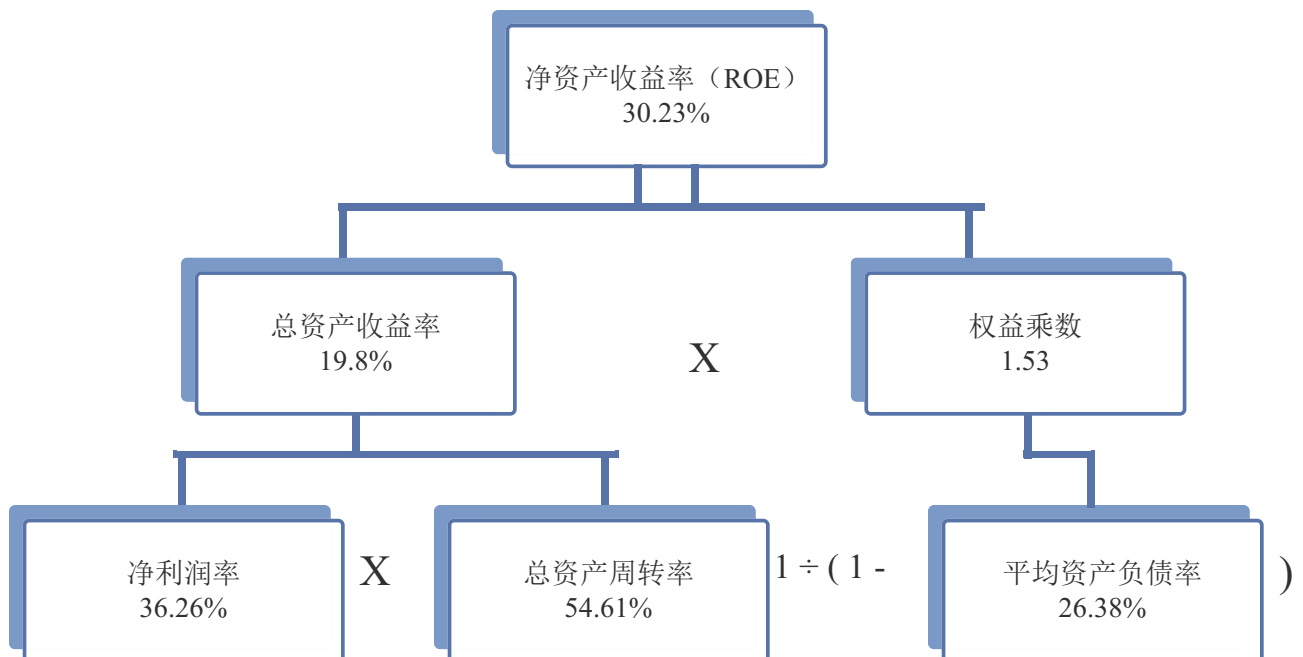 净资产收益率（ROE）
30.23%
总资产收益率
19.8%
X
权益乘数
1.53
净利润率
36.26%
X
总资产周转率
54.61%
1 ÷ ( 1 -
平均资产负债率
26.38%
)